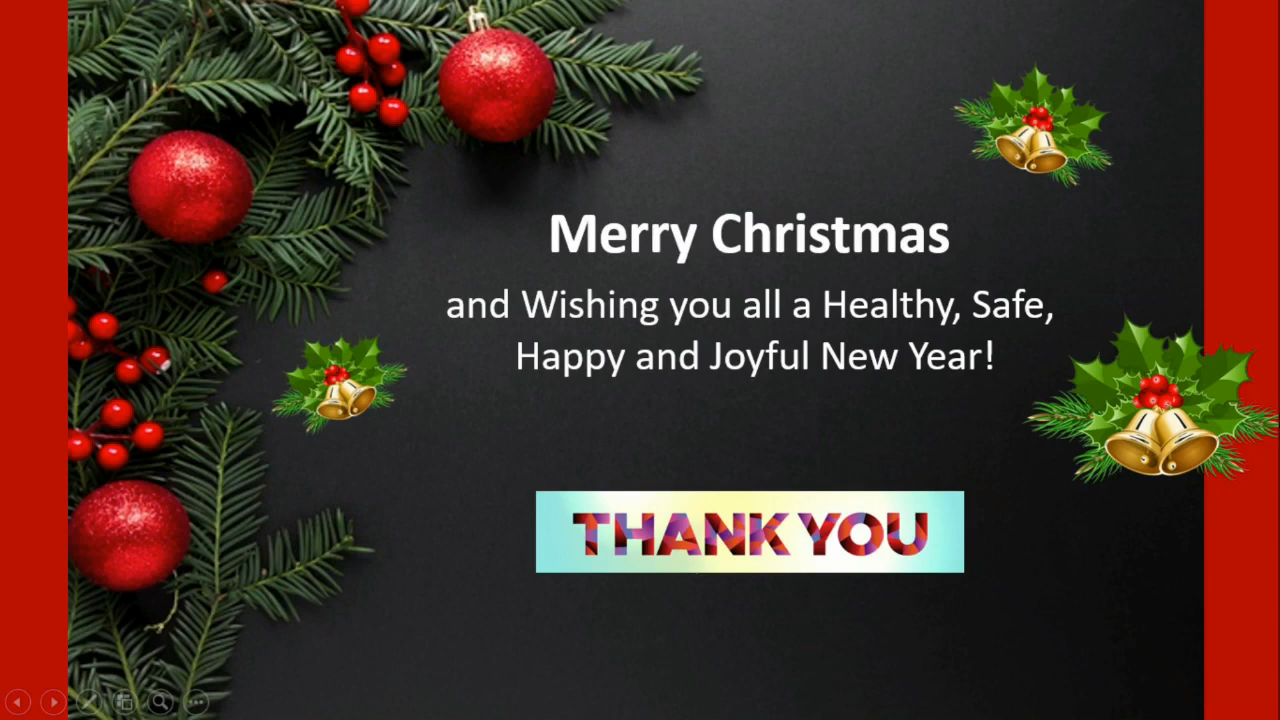 Merry Christmas
and Wishing you all a Healthy, Safe,
Happy and Joyful New Year!
THANK YOU